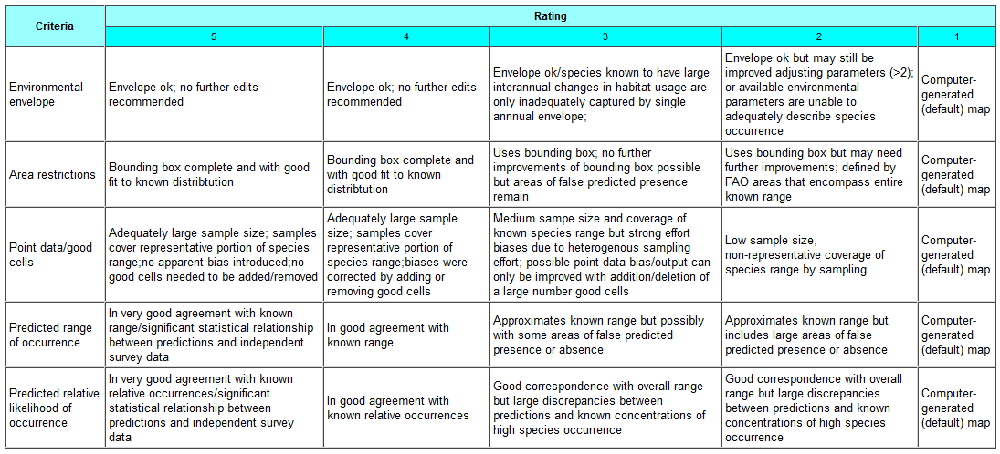 Criteria
Rating
5
4
3
2
1
Environmental
envelope
Envelope ok; no further edits
recommended
Envelope ok; no further edits
recommended
Envelope ok/species known to have large
interannual changes in habitat usage are
only inadequately captured by single
annnual envelope;
Envelope ok but may still be
improved adjusting parameters (>2);
or available environmental
parameters are unable to
adequately describe species
occurrence
Computer-
generated
(default) map
Area restrictions
Bounding box complete and with good
fit to known distribtution
Bounding box complete and
with good fit to known
distribtution
Uses bounding box; no further
improvements of bounding box possible
but areas of false predicted presence
remain
Uses bounding box but may need
further improvements; defined by
FAO areas that encompass entire
known range
Computer-
generated
(default) map
Point data/good
cells
Adequately large sample size; samples
cover representative portion of species
range;no apparent bias introduced;no
good cells needed to be added/removed
Adequately large sample
size; samples cover
representative portion of
species range;biases were
corrected by adding or
removing good cells
Medium sampe size and coverage of
known species range but strong effort
biases due to heterogenous sampling
effort; possible point data bias/output can
only be improved with addition/deletion of
a large number good cells
Low sample size,
non-representative coverage of
species range by sampling
Computer-
generated
(default) map
Predicted range
of occurrence
In very good agreement with known
range/significant statistical relationship
between predictions and independent
survey data
In good agreement with
known range
Approximates known range but possibly
with some areas of false predicted
presence or absence
Approximates known range but
includes large areas of false
predicted presence or absence
Computer-
generated
(default) map
Predicted relative
likelihood of
occurrence
In very good agreement with known
relative occurrences/significant
statistical relationship between
predictions and independent survey
data
In good agreement with
known relative occurrences
Good correspondence with overall range
but large discrepancies between
predictions and known concentrations of
high species occurrence
Good correspondence with overall
range but large discrepancies
between predictions and known
concentrations of high species
occurrence
Computer-
generated
(default) map